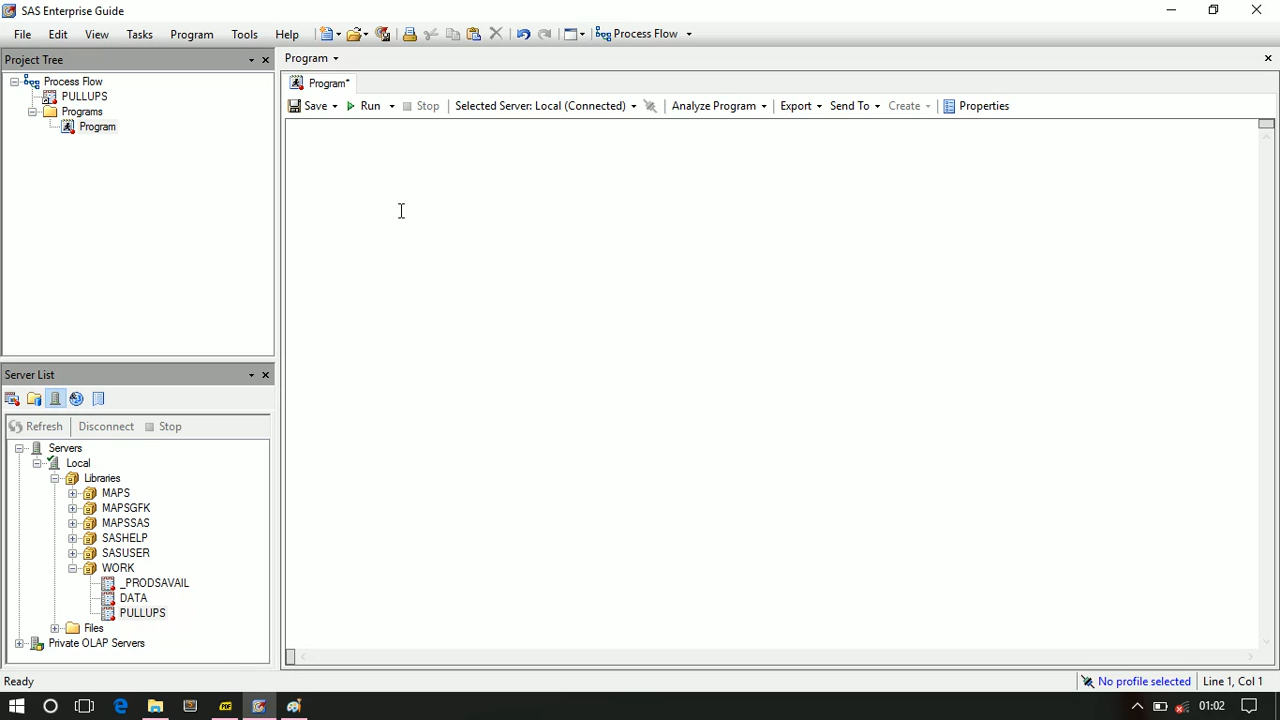 SAS Enterprise Guide
File Edit View Tasks Program Tools Help Process Flow
Project Tree
Process Flow
PULLUPS
Programs
Program
Program
Program*
Save Run Stop Selected Server: Local (Connected) Analyze Program Export Send To Create Properties
Server List
Refresh Disconnect Stop
Servers
Local
Libraries
MAPS
MAPSGFK
MAPSSAS
SASHELP
SASUSER
WORK
_PRODSAVAIL
DATA
PULLUPS
Files
Private OLAP Servers
Ready No profile selected Line 1, Col 1
01:02